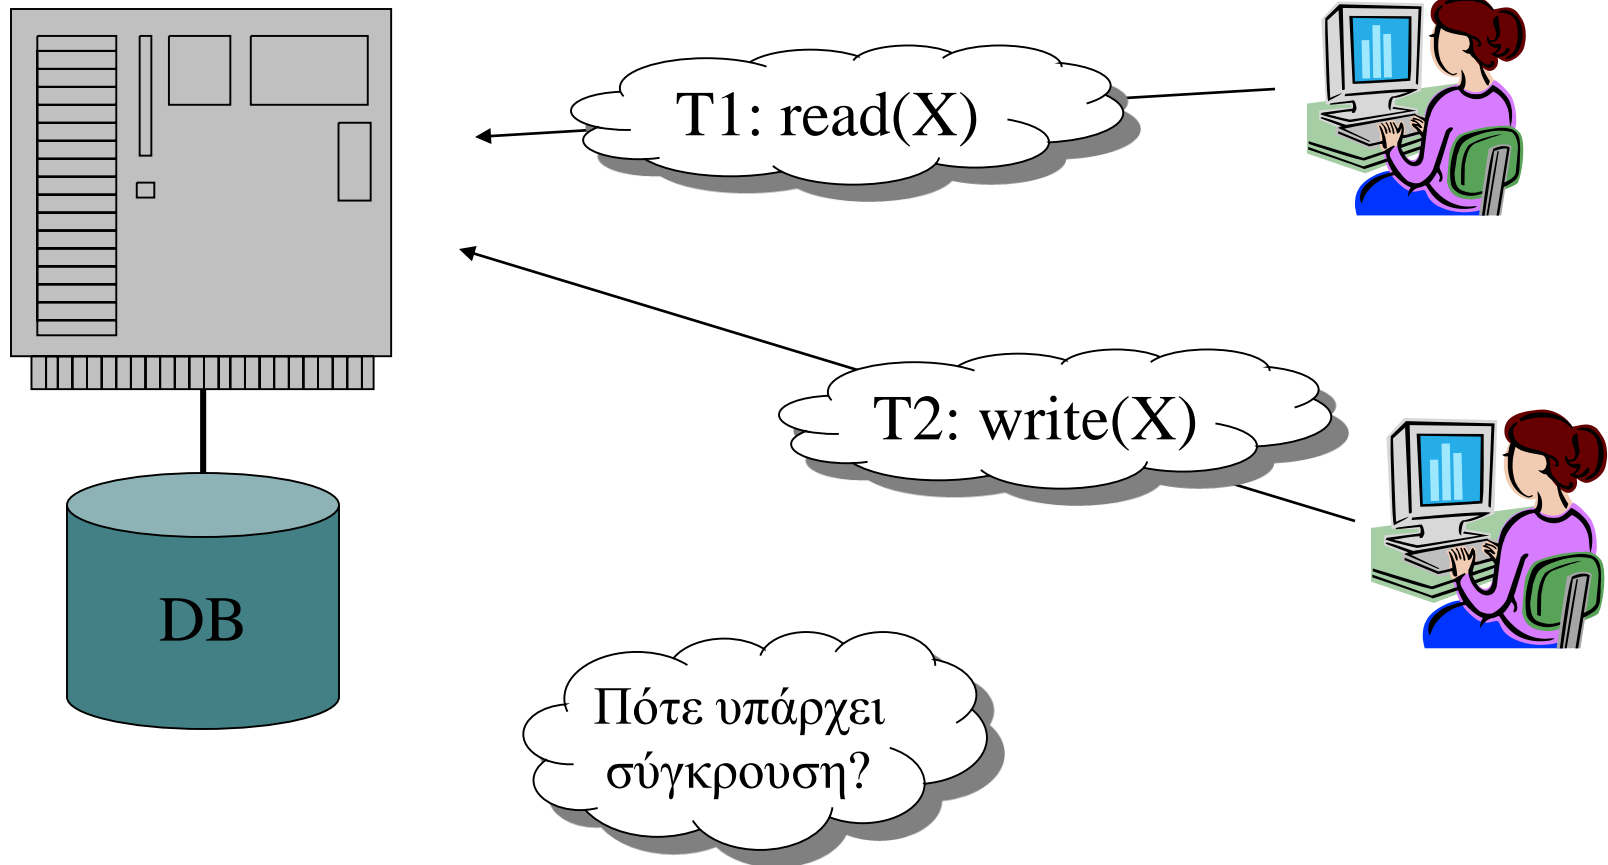 T1: read(X)
T2: write(X)
DB
Πότε υπάρχει
σύγκρουση?